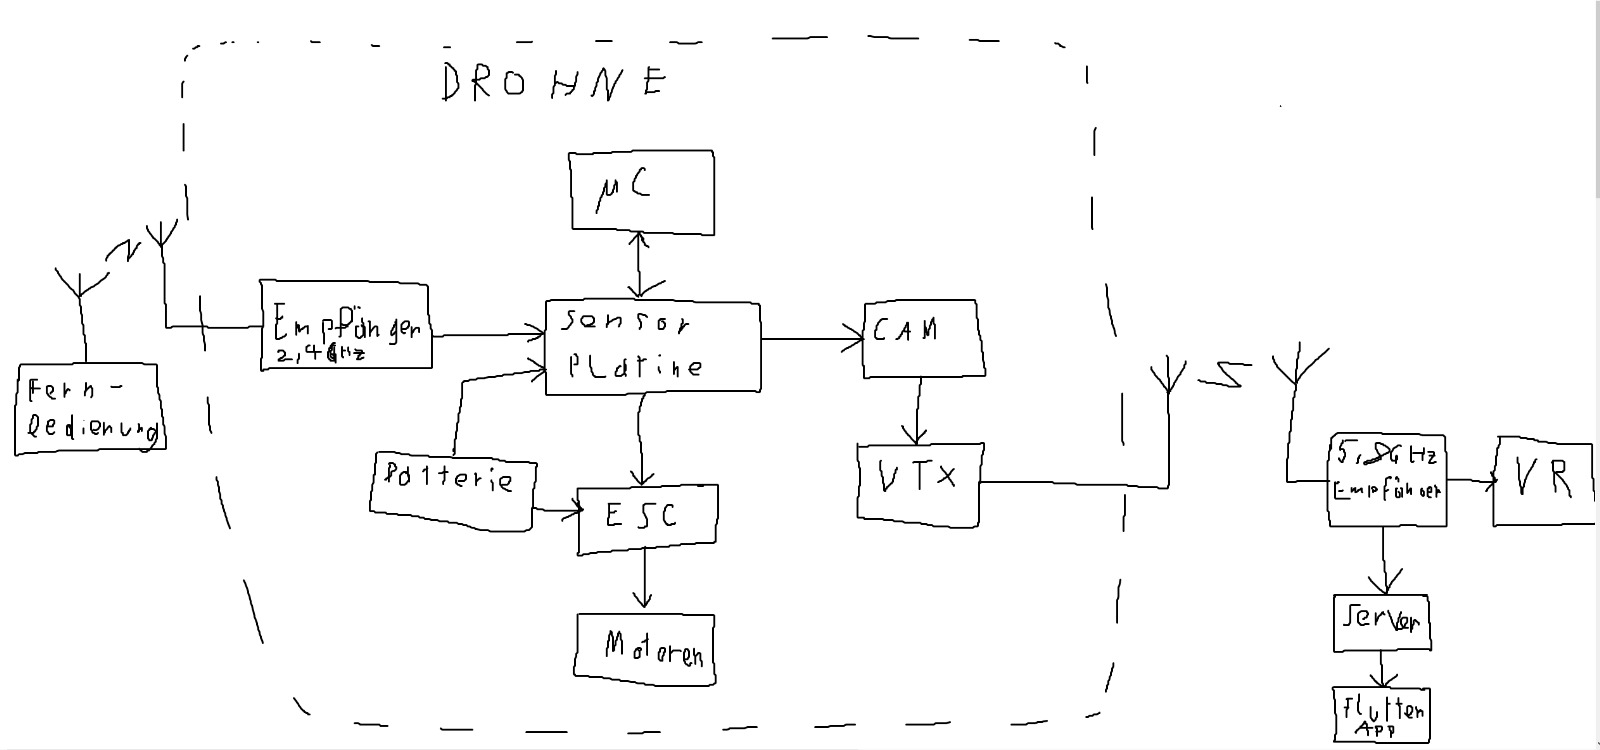 DROHNE
µC
Empfänger
2,4GHz
Sensor
Platine
CAM
Fern-
bedienung
Batterie
ESC
VTX
5,8GHz
Empfänger
VR
Motoren
Server
Flutter
App